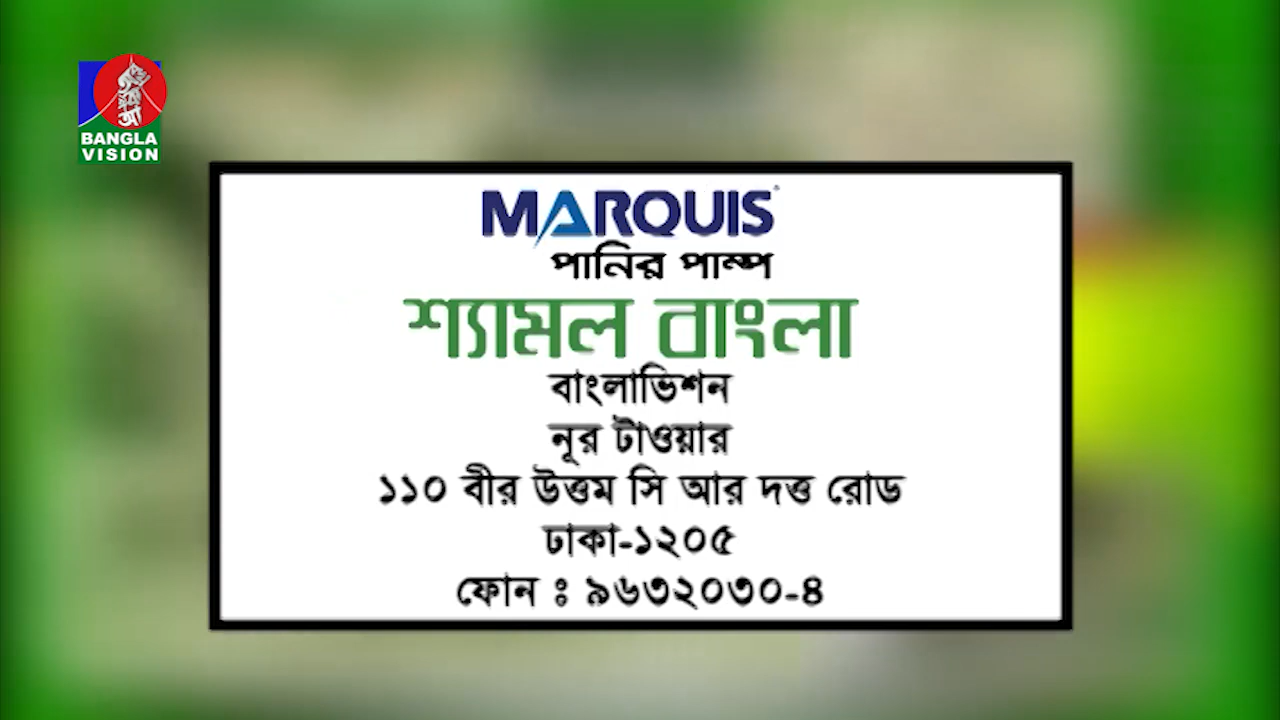 BANGLA
VISION
MARQUIS®
পানির পাম্প
শ্যামল বাংলা
বাংলাভিশন
নূর টাওয়ার
১১০ বীর উত্তম সি আর দত্ত রোড
ঢাকা-১২০৫
ফোন ঃ ৯৬৩২০৩০-৪